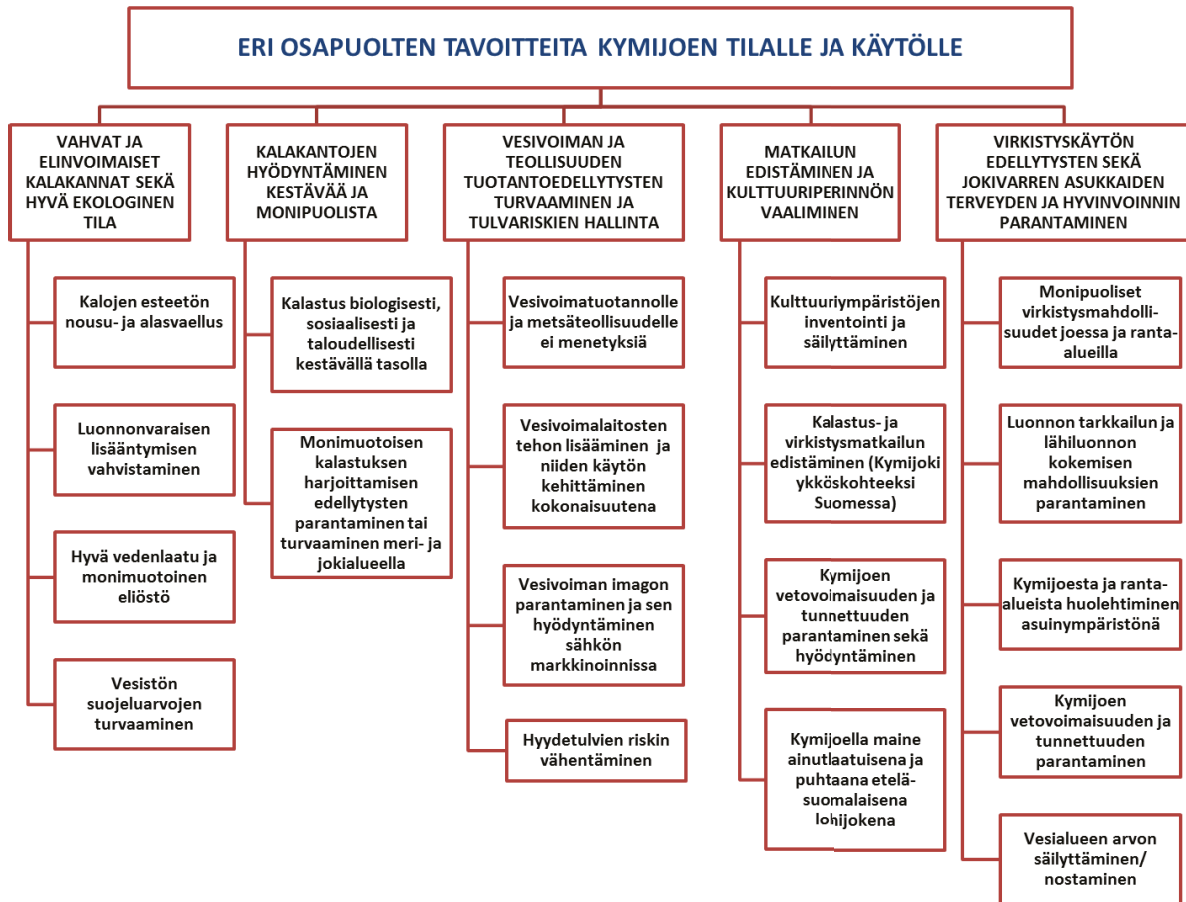 ERI OSAPUOLTEN TAVOITTEITA KYMIJOEN TILALLE JA KÄYTÖLLE
VAHVAT JA
ELINVOIMAISET
KALAKANNAT SEKÄ
HYVÄ EKOLOGINEN
TILA
Kalojen esteetön
nousu- ja alasvaellus
Luonnonvaraisen
lisääntymisen
vahvistaminen
Hyvä vedenlaatu ja
monimuotoinen
eliöstö
Vesistön
suojeluarvojen
turvaaminen
KALAKANTOJEN
HYÖDYNTÄMINEN
KESTÄVÄÄ JA
MONIPUOLISTA
Kalastus biologisesti,
sosiaalisesti ja
taloudellisesti
kestävällä tasolla
Monimuotoisen
kalastuksen
harjoittamisen
edellytysten
parantaminen tai
turvaaminen meri- ja
jokialueella
VESIVOIMAN JA
TEOLLISUUDEN
TUOTANTOEDELLYTYSTEN
TURVAAMINEN JA
TULVARISKIEN HALLINTA
Vesivoimatuotannolle
ja metsäteollisuudelle
ei menetyksiä
Vesivoimalaitosten
tehon lisääminen ja
niiden käytön
kehittäminen
kokonaisuutena
Vesivoiman imagon
parantaminen ja sen
hyödyntäminen
sähkön
markkinoinnissa
Hyydetulvien riskin
vähentäminen
MATKAILUN
EDISTÄMINEN JA
KULTTUURIPERINNÖN
VAALIMINEN
Kulttuuriympäristöjen
inventointi ja
säilyttäminen
Kalastus- ja
virkistysmatkailun
edistäminen (Kymijoki
ykköskohteeksi
Suomessa)
Kymijoen
vetovoimaisuuden ja
tunnettuuden
parantaminen sekä
hyödyntäminen
Kymijoella maine
ainutlaatuisena ja
puhtaana etelä-
suomalaisena
lohijokena
VIRKISTYSKÄYTÖN
EDELLYTYSTEN SEKÄ
JOKIVARREN ASUKKAIDEN
TERVEYDEN JA HYVINVOINNIN
PARANTAMINEN
Monipuoliset
virkistysmahdolli-
suudet joessa ja ranta-
alueilla
Luonnon tarkkailun ja
lähiluonnon
kokemisen
mahdollisuuksien
parantaminen
Kymijoesta ja ranta-
alueista huolehtiminen
asuinympäristönä
Kymijoen
vetovoimaisuuden ja
tunnettuuden
parantaminen
Vesialueen arvon
säilyttäminen/
nostaminen